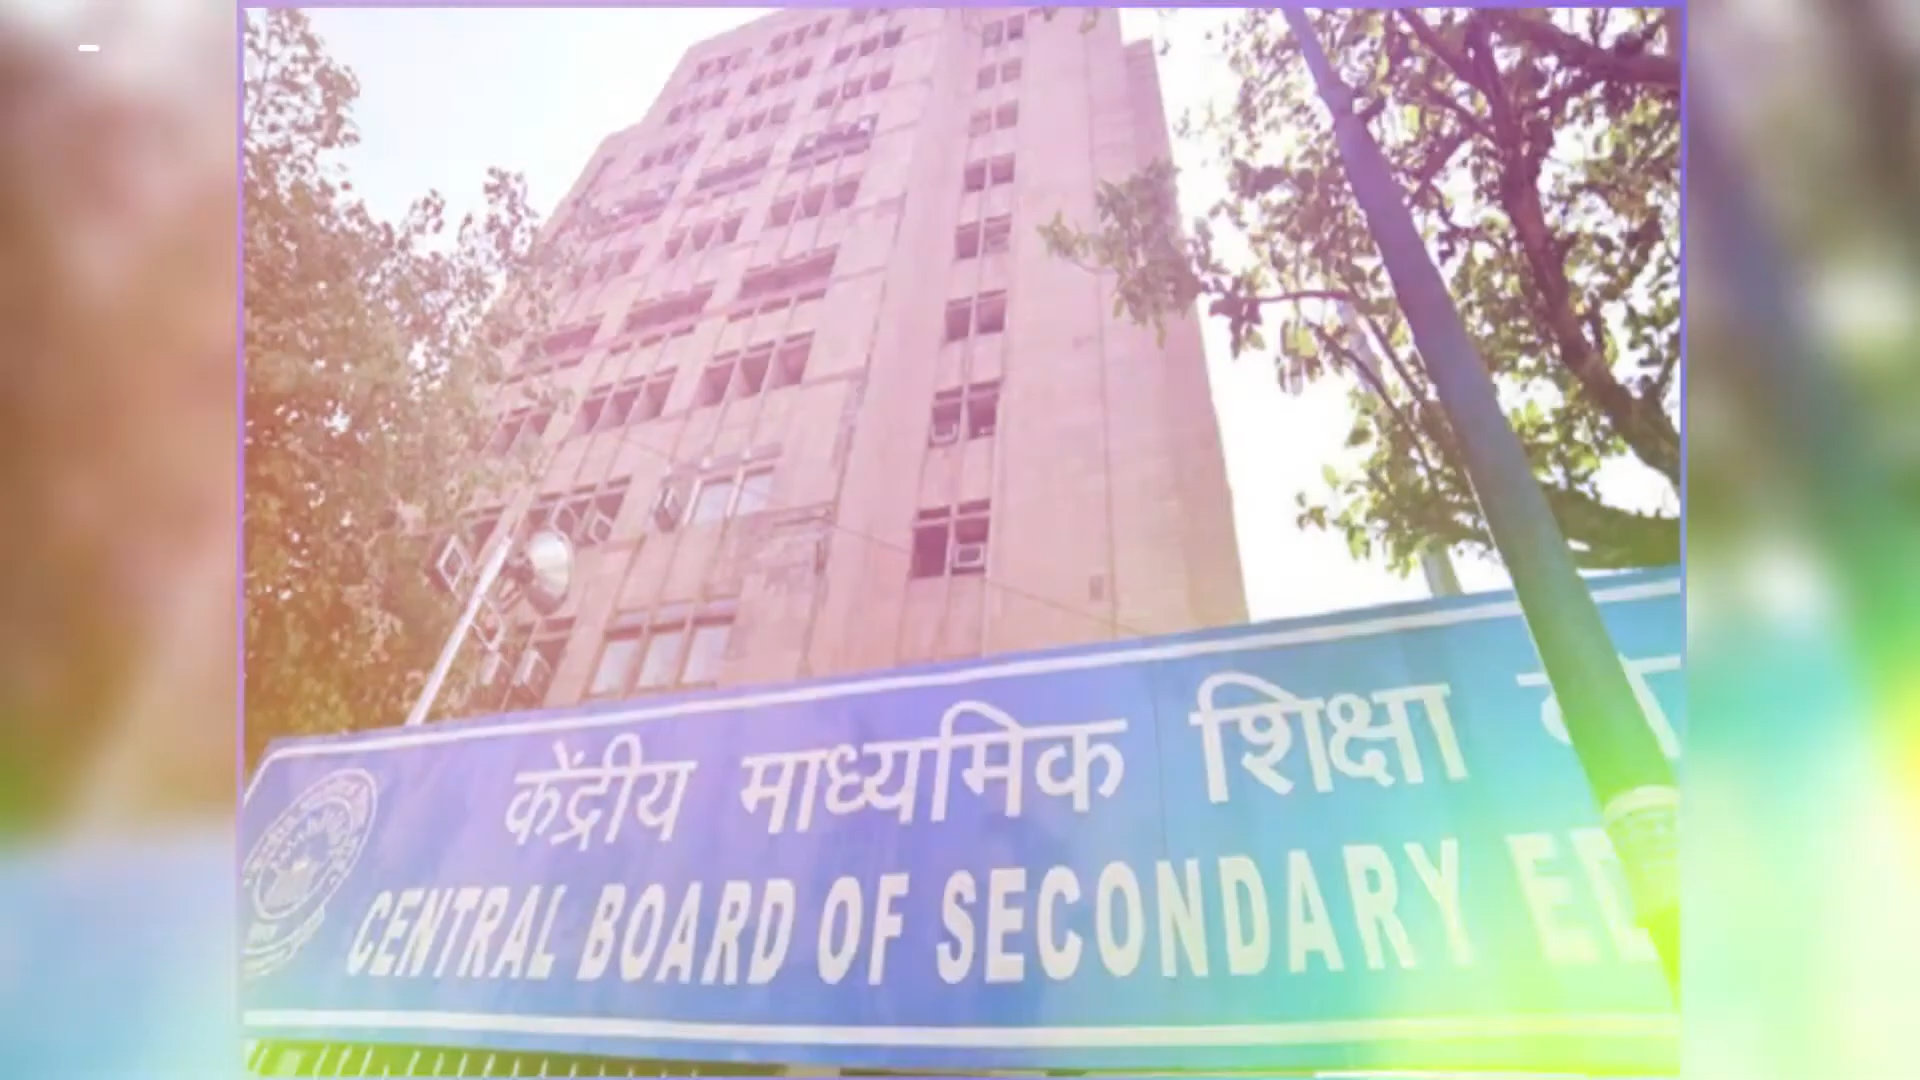 केंद्रीय माध्यमिक शिक्षा
CENTRAL BOARD OF SECONDARY